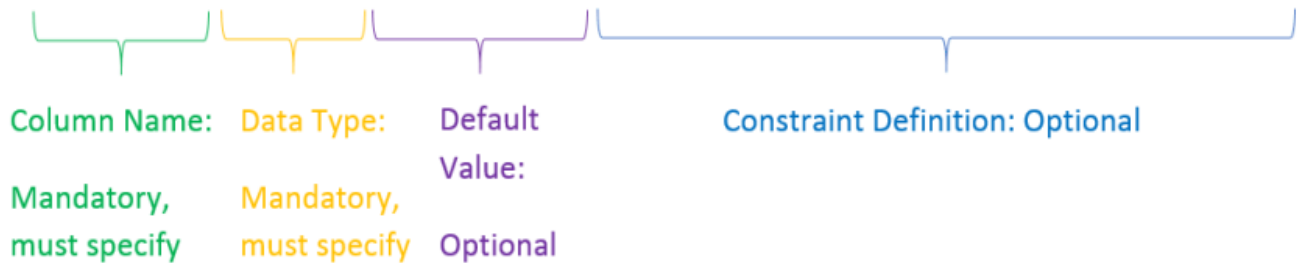 Column Name: Data Type: Default Constraint Definition: Optional
Value:
Mandatory, Mandatory,
must specify must specify Optional